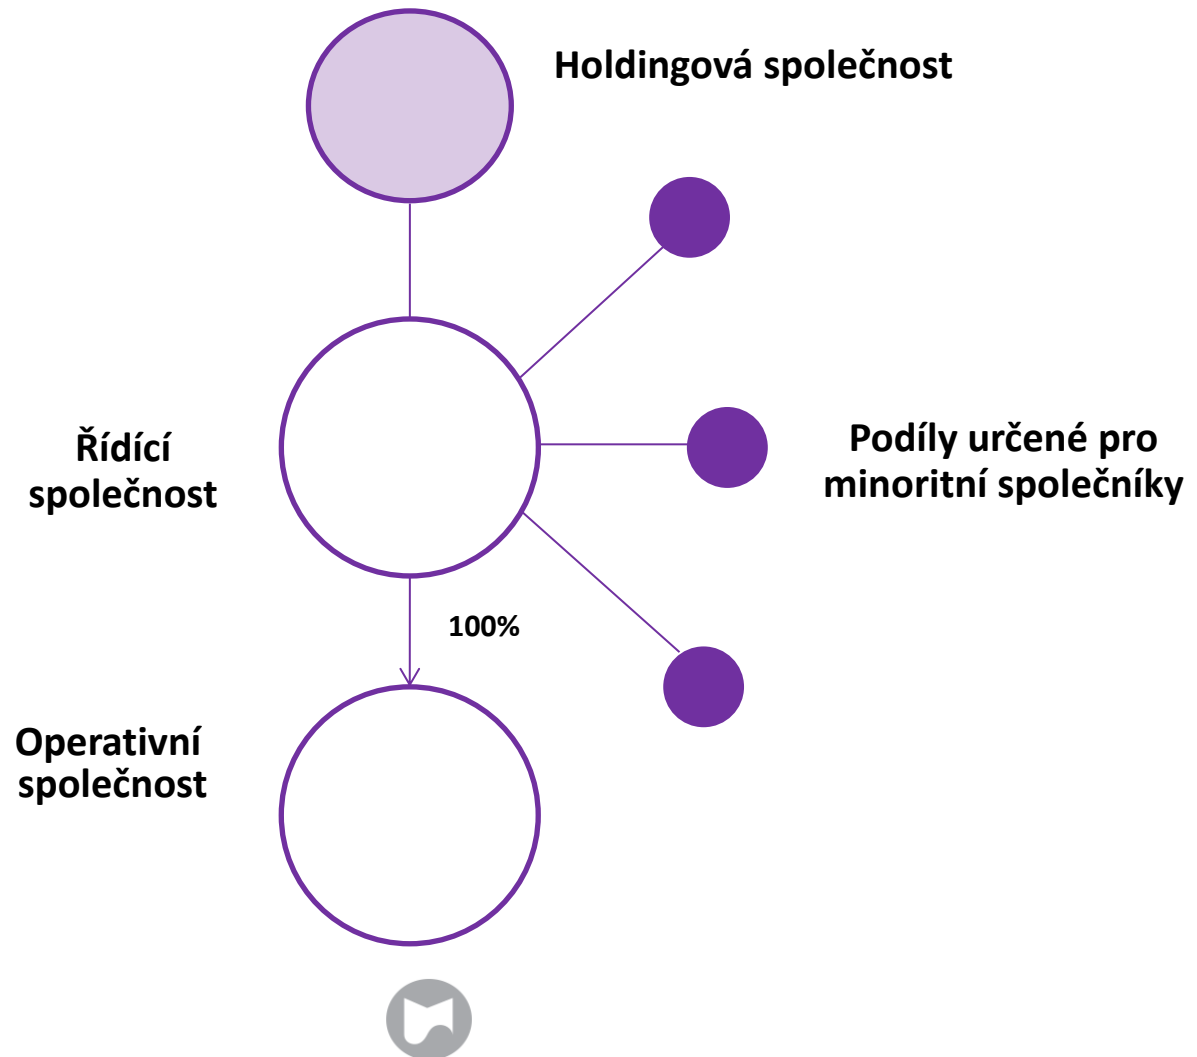 Holdingová společnost
Řídící
společnost
Podíly určené pro
minoritní společníky
100%
Operativní
společnost